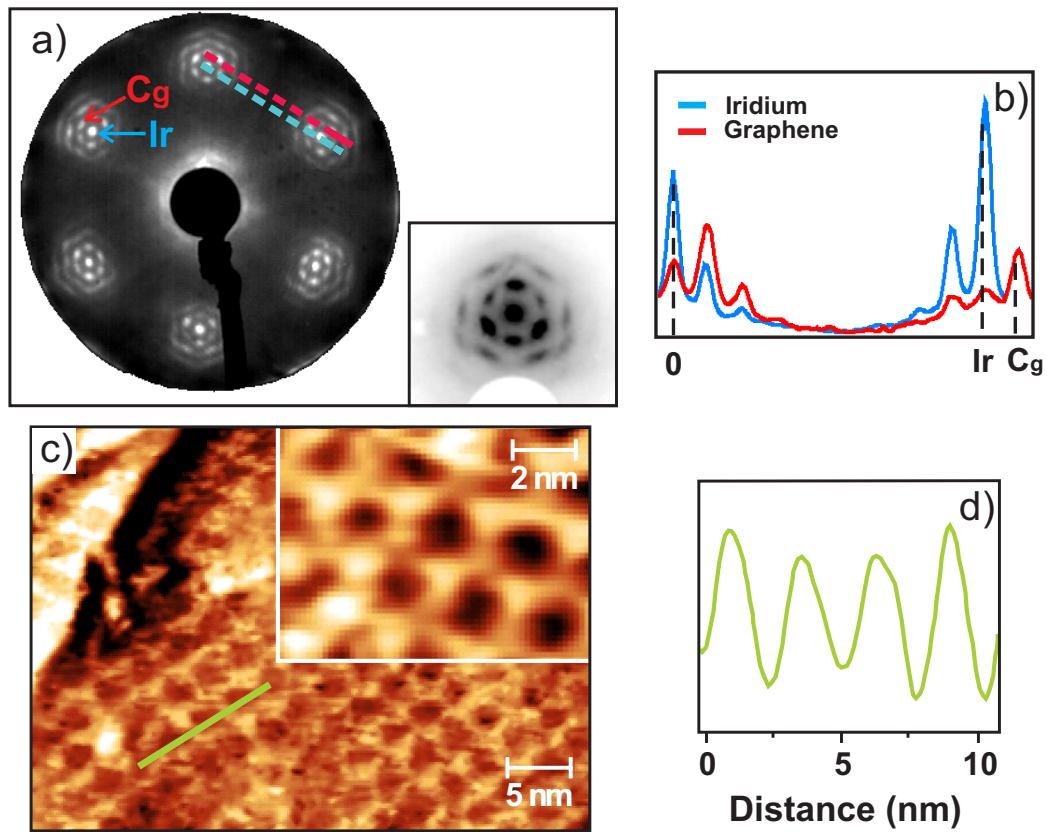 a)
Cg
Ir
b)
Iridium
Graphene
0
Ir
Cg
c)
2 nm
5 nm
d)
0
5
10
Distance (nm)